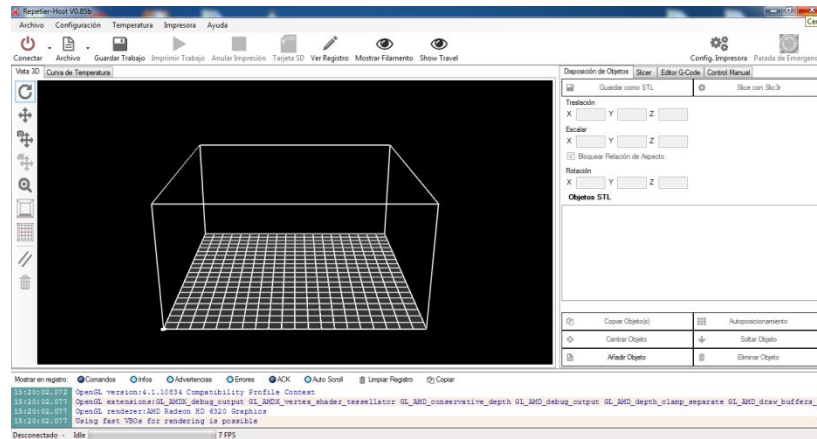 Repetier-Host V0.85b
Archivo Configuración Temperatura Impresora Ayuda
Conectar Archivo Guardar Trabajo Imprimir Trabajo Anular Impresión Tarjeta SD Ver Registro Mostrar Filamento Show Travel Config. Impresora Parada de Emergenc
Vista 3D Curva de Temperatura
Disposición de Objetos Slicer Editor G-Code Control Manual
Guardar como STL Slice con Slic3r
Traslación
X Y Z
Escalar
X Y Z
Bloquear Relación de Aspecto
Rotación
X Y Z
Objetos STL
Copiar Objeto(s) Autoposicionamiento
Centrar Objeto Soltar Objeto
Añadir Objeto Eliminar Objeto
Mostrar en registro: Comandos Infos Advertencias Errores ACK Auto Scroll Limpiar Registro Copiar
15:20:02.072 OpenGL version:4.1.10834 Compatibility Profile Context
15:20:02.077 OpenGL extensions:GL_AMDX_debug_output GL_AMDX_vertex_shader_tessellator GL_AMD_conservative_depth GL_AMD_debug_output GL_AMD_depth_clamp_separate GL_AMD_draw_buffers_
15:20:02.077 OpenGL renderer:AMD Radeon HD 6320 Graphics
15:20:02.077 Using fast VBOs for rendering is possible
Desconectado - Idle 7 FPS